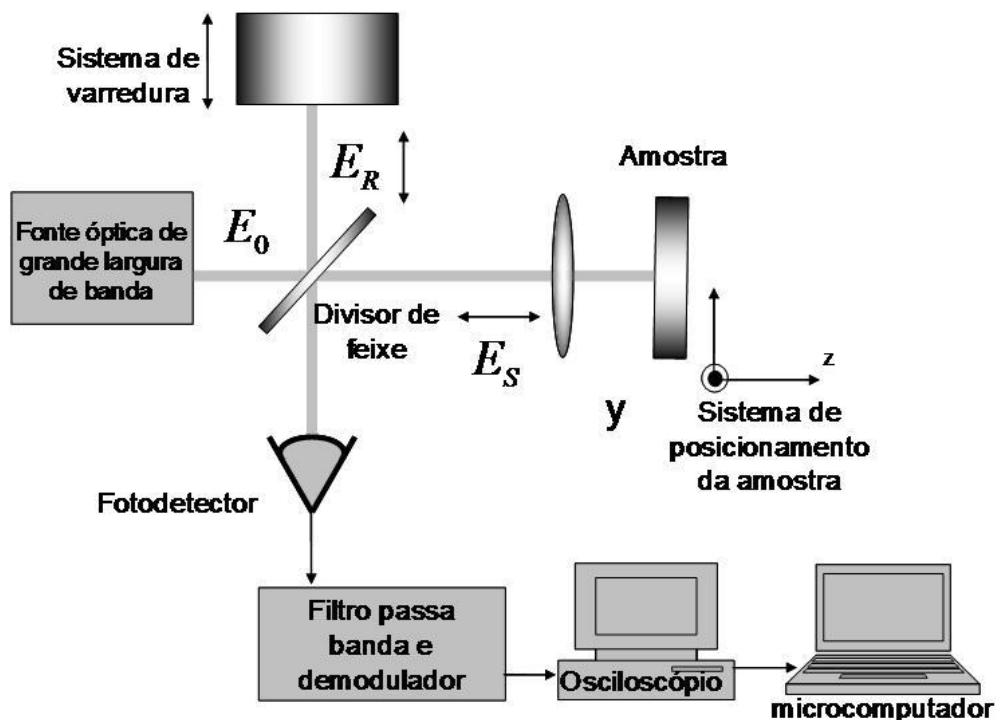 Sistema de
varredura
E_R
Amostra
Fonte óptica de
grande largura
de banda
E_0
Divisor de
feixe
E_S
z
y
Sistema de
posicionamento
da amostra
Fotodetector
Filtro passa
banda e
demodulador
Osciloscópio
microcomputador